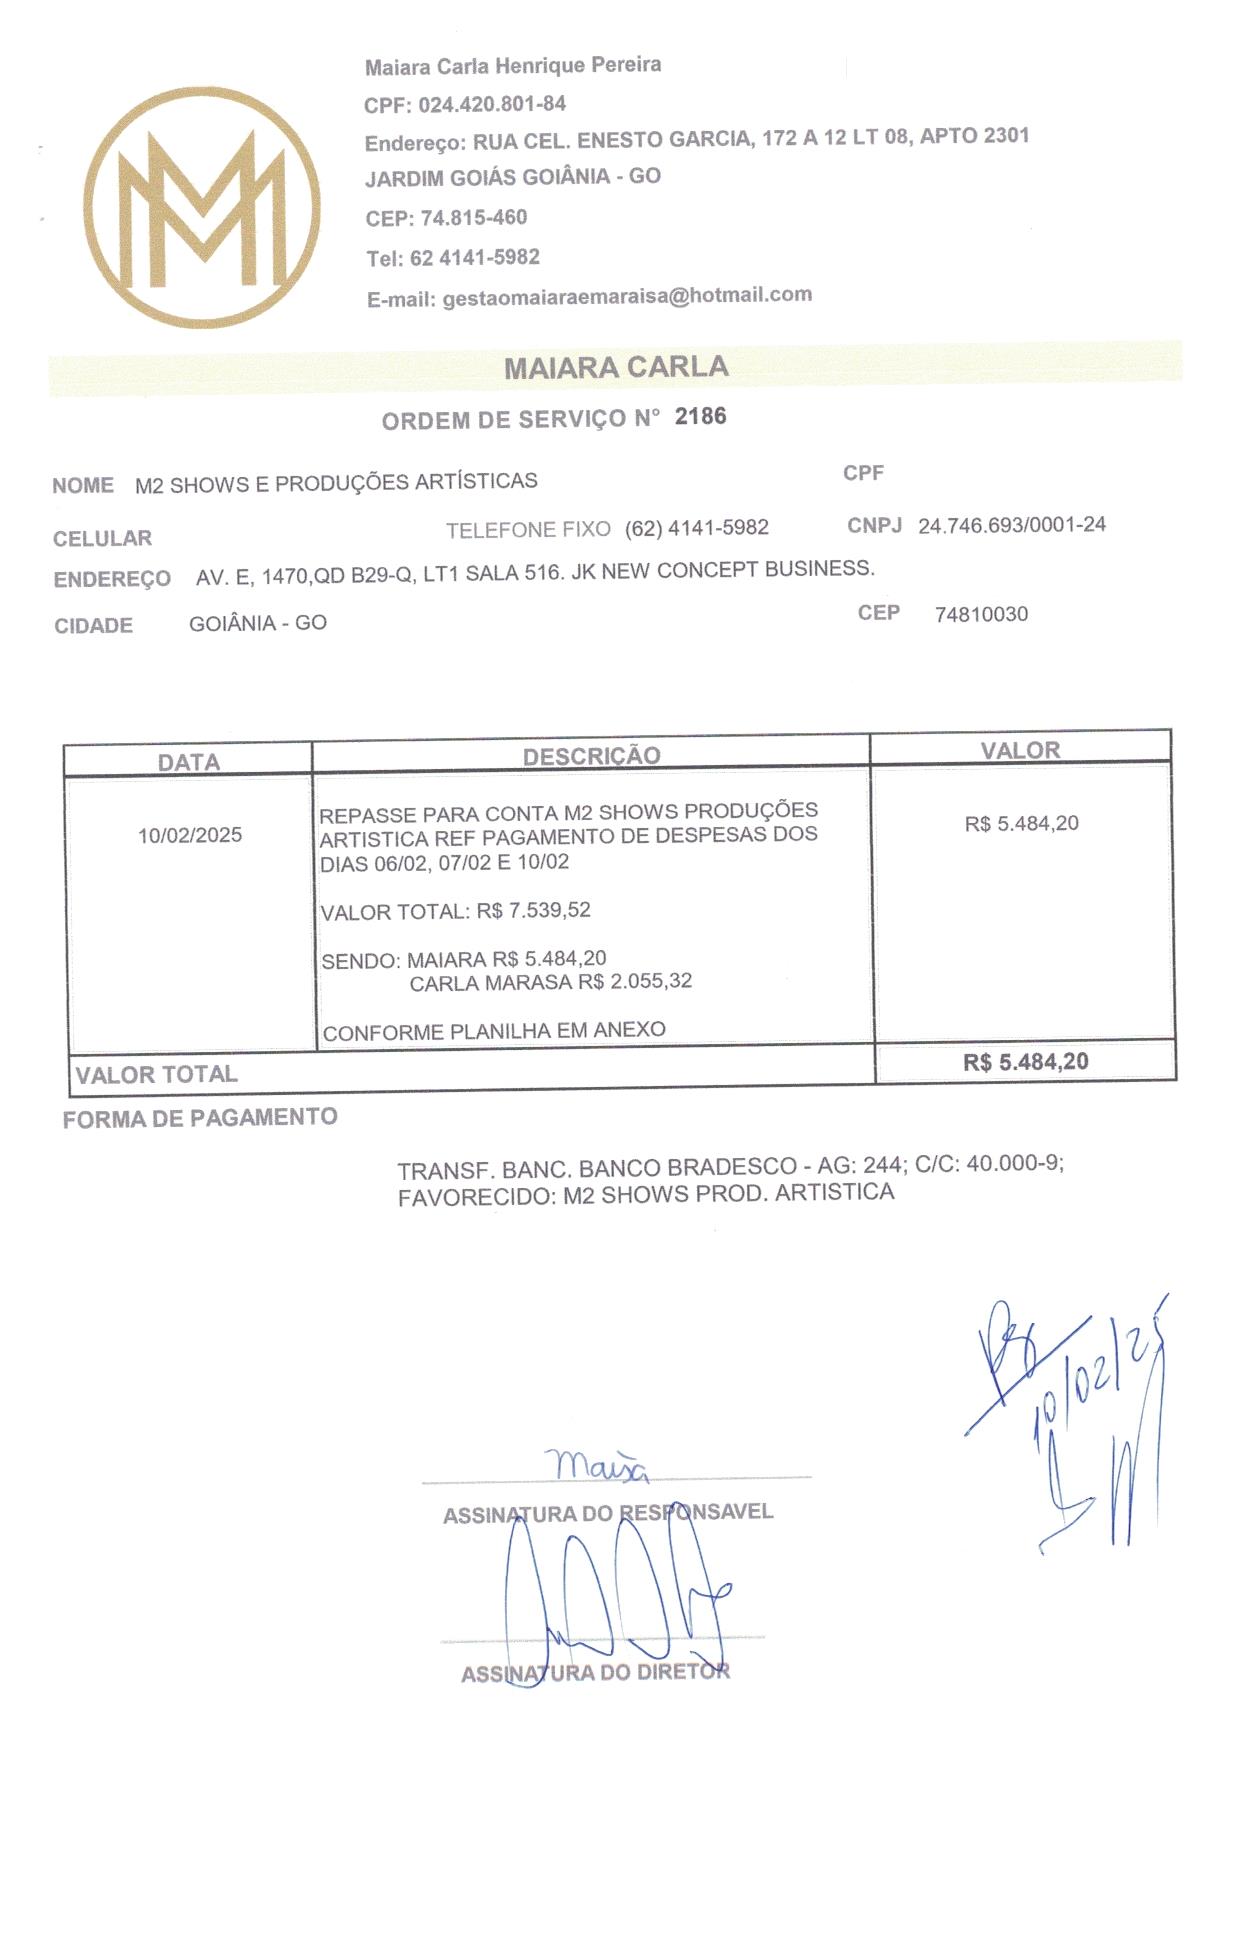 Maiara Carla Henrique Pereira
CPF: 024.420.801-84
Endereço: RUA CEL. ENESTO GARCIA, 172 A 12 LT 08, APTO 2301
JARDIM GOIÁS GOIÂNIA - GO
CEP: 74.815-460
Tel: 62 4141-5982
E-mail: gestaomaiaraemaraisa@hotmail.com
MM
MAIARA CARLA
ORDEM DE SERVIÇO N° 2186
NOME M2 SHOWS E PRODUÇÕES ARTÍSTICAS CPF
CELULAR TELEFONE FIXO (62) 4141-5982 CNPJ 24.746.693/0001-24
ENDEREÇO AV. E, 1470,QD B29-Q, LT1 SALA 516. JK NEW CONCEPT BUSINESS.
CIDADE GOIÂNIA - GO CEP 74810030
DATA DESCRIÇÃO VALOR
10/02/2025 REPASSE PARA CONTA M2 SHOWS PRODUÇÕES R$ 5.484,20
ARTISTICA REF PAGAMENTO DE DESPESAS DOS
DIAS 06/02, 07/02 E 10/02
VALOR TOTAL: R$ 7.539,52
SENDO: MAIARA R$ 5.484,20
CARLA MARASA R$ 2.055,32
CONFORME PLANILHA EM ANEXO
VALOR TOTAL R$ 5.484,20
FORMA DE PAGAMENTO
TRANSF. BANC. BANCO BRADESCO - AG: 244; C/C: 40.000-9;
FAVORECIDO: M2 SHOWS PROD. ARTISTICA
10/02/25
ASSINATURA DO RESPONSAVEL
ASSINATURA DO DIRETOR